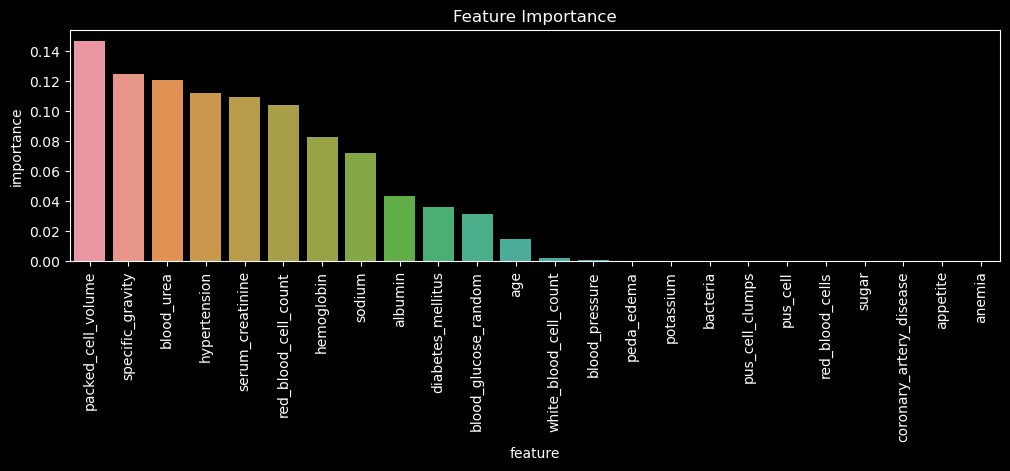 Feature Importance
importance
0.14
0.12
0.10
0.08
0.06
0.04
0.02
0.00
packed_cell_volume
specific_gravity
blood_urea
hypertension
serum_creatinine
red_blood_cell_count
hemoglobin
sodium
albumin
diabetes_mellitus
blood_glucose_random
age
white_blood_cell_count
blood_pressure
peda_edema
potassium
bacteria
pus_cell_clumps
pus_cell
red_blood_cells
sugar
coronary_artery_disease
appetite
anemia
feature